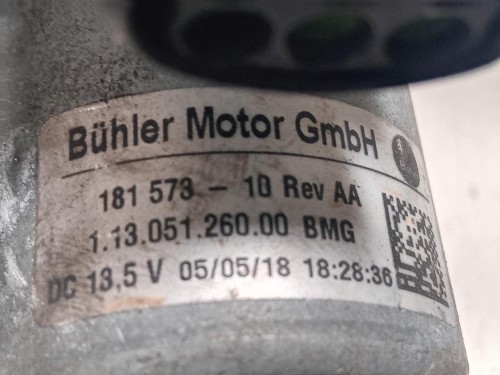 Bühler Motor GmbH
181 573 - 10 Rev AA
1.13.051.260.00 BMG
DC 13,5 V 05/05/18 18:28:36